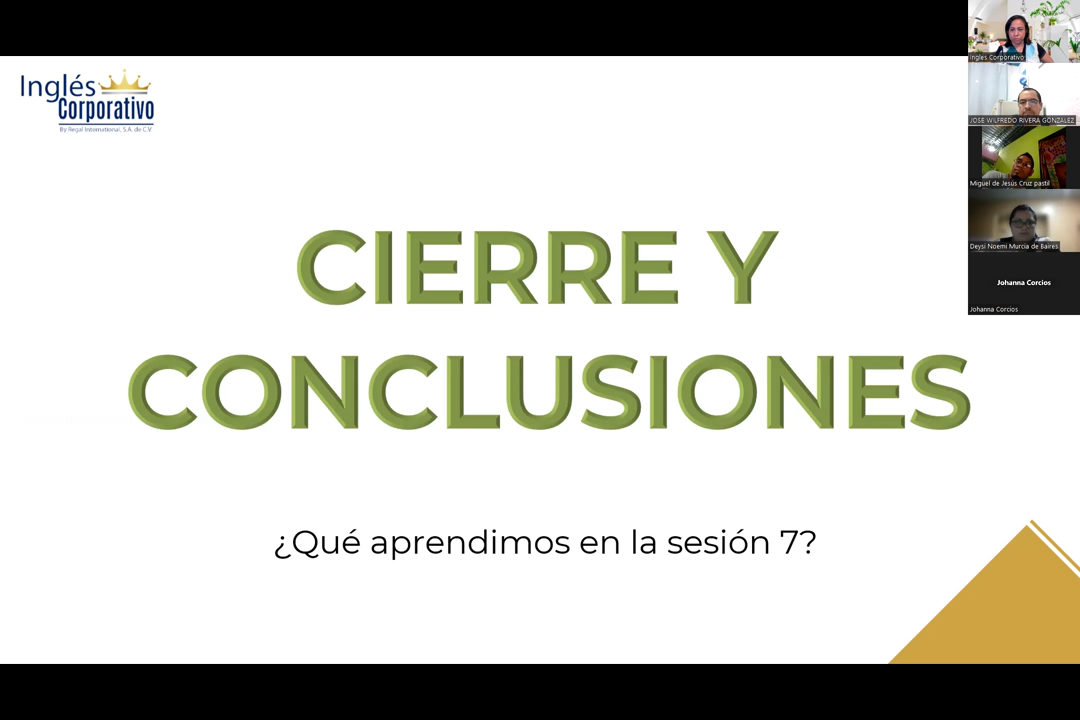 Inglés
Corporativo
By Regal International, S.A. de C.V
CIERRE Y
CONCLUSIONES
¿Qué aprendimos en la sesión 7?
Ingles Corporativo
JOSE WILFREDO RIVERA GONZALEZ
Miguel de Jesús Cruz pastil
Deysi Noemi Murcia de Baires
Johanna Corcios
Johanna Corcios